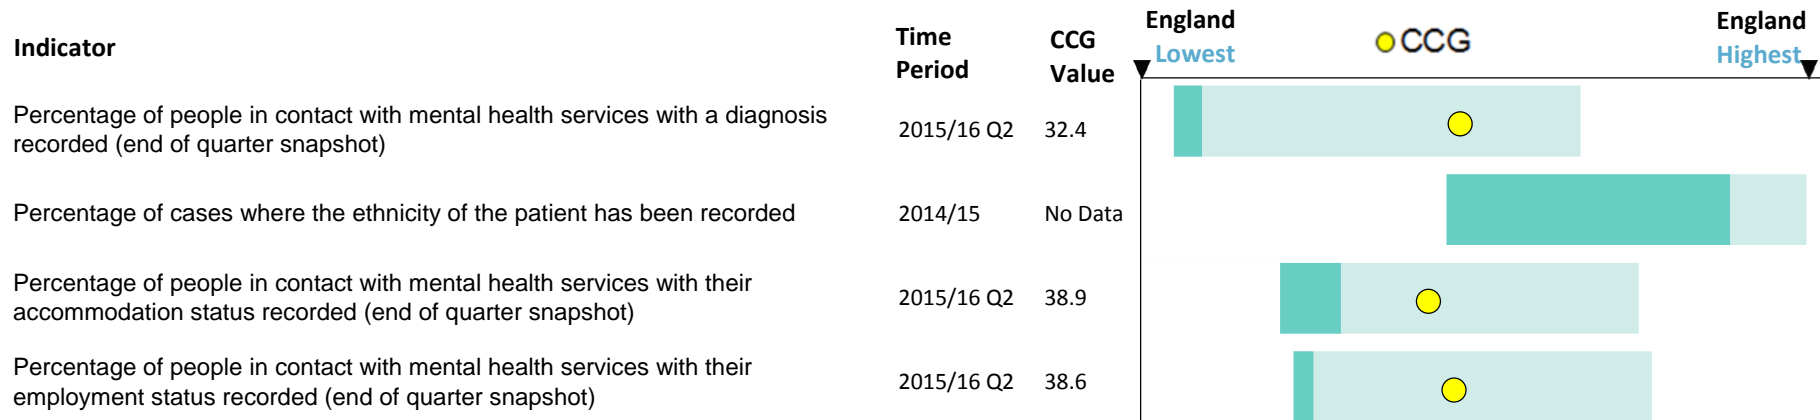 Indicator
Time
Period
CCG
Value
England
Lowest
CCG
England
Highest
Percentage of people in contact with mental health services with a diagnosis
recorded (end of quarter snapshot)
2015/16 Q2
32.4
Percentage of cases where the ethnicity of the patient has been recorded
2014/15
No Data
Percentage of people in contact with mental health services with their
accommodation status recorded (end of quarter snapshot)
2015/16 Q2
38.9
Percentage of people in contact with mental health services with their
employment status recorded (end of quarter snapshot)
2015/16 Q2
38.6